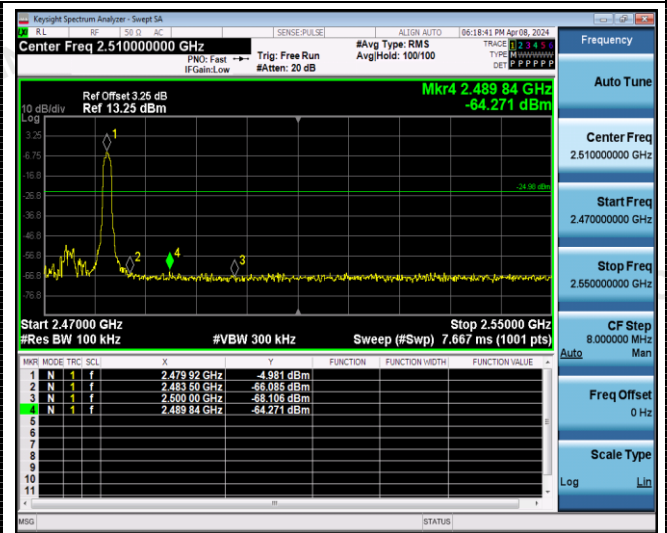 Keysight Spectrum Analyzer - Swept SA
RL RF 50 Ω AC SENSE:PULSE ALIGN AUTO 06:18:41 PM Apr 08, 2024
Center Freq 2.510000000 GHz
PNO: Fast
IFGain:Low
Trig: Free Run
#Atten: 20 dB
#Avg Type: RMS
Avg|Hold: 100/100
TRACE 1 2 3 4 5 6
TYPE M WWWWW
DET P P P P P P
Ref Offset 3.25 dB
Ref 13.25 dBm
10 dB/div
Log
Mkr4 2.489 84 GHz
-64.271 dBm
3.25
-6.75
-16.8
-26.8
-36.8
-46.8
-56.8
-66.8
-76.8
1
2
4
3
-24.98 dBm
Start 2.47000 GHz Stop 2.55000 GHz
#Res BW 100 kHz #VBW 300 kHz Sweep (#Swp) 7.667 ms (1001 pts)
MKR MODE TRC SCL X Y FUNCTION FUNCTION WIDTH FUNCTION VALUE
1 N 1 f 2.479 92 GHz -4.981 dBm
2 N 1 f 2.483 50 GHz -66.085 dBm
3 N 1 f 2.500 00 GHz -68.106 dBm
4 N 1 f 2.489 84 GHz -64.271 dBm
5
6
7
8
9
10
11
MSG STATUS
Frequency
Auto Tune
Center Freq
2.510000000 GHz
Start Freq
2.470000000 GHz
Stop Freq
2.550000000 GHz
CF Step
8.000000 MHz
Auto Man
Freq Offset
0 Hz
Scale Type
Log Lin